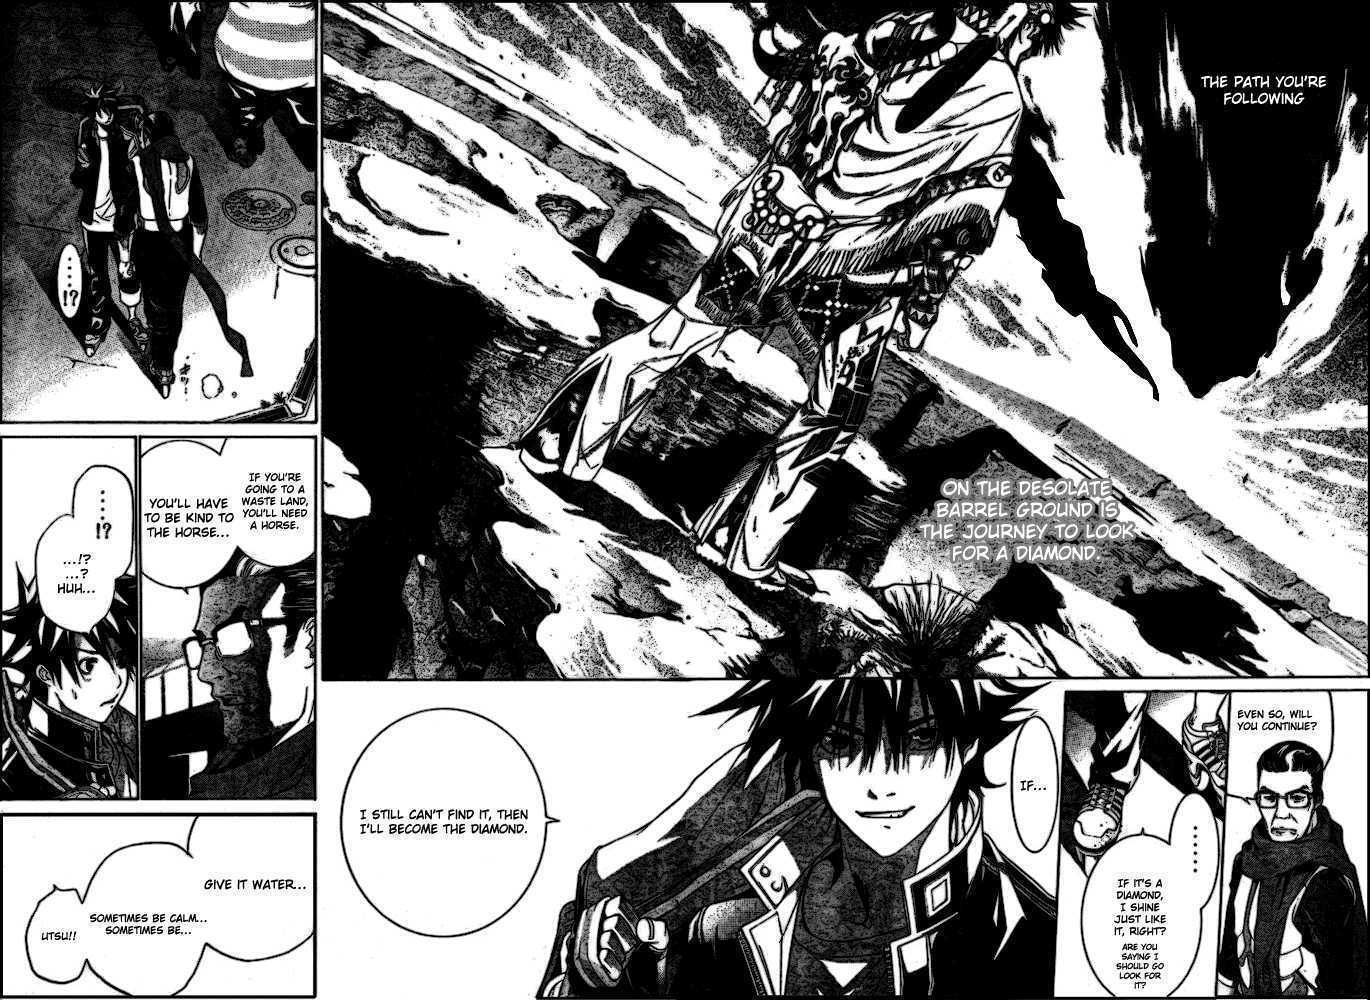 THE PATH YOU'RE
FOLLOWING
ON THE DESOLATE
BARREL GROUND IS
THE JOURNEY TO LOOK
FOR A DIAMOND.
EVEN SO, WILL
YOU CONTINUE?
......
IF IT'S A
DIAMOND,
I SHINE
JUST LIKE
IT, RIGHT?
ARE YOU
SAYING I
SHOULD GO
LOOK FOR
IT?
IF...
I STILL CAN'T FIND IT, THEN
I'LL BECOME THE DIAMOND.
.....!?
IF YOU'RE
GOING TO A
WASTE LAND,
YOU'LL NEED
A HORSE.
YOU'LL HAVE
TO BE KIND TO
THE HORSE...
....!?
...!?
...?
HUH...
GIVE IT WATER...
SOMETIMES BE CALM...
SOMETIMES BE...
UTSU!!